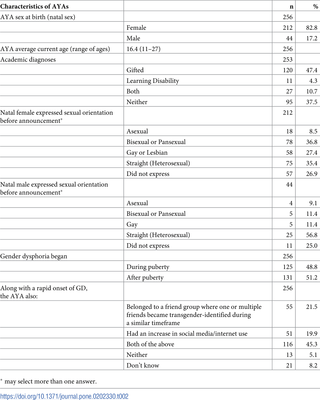 Characteristics of AYAs n %
AYA sex at birth (natal sex) 256
Female 212 82.8
Male 44 17.2
AYA average current age (range of ages) 16.4 (11–27) 256
Academic diagnoses 253
Gifted 120 47.4
Learning Disability 11 4.3
Both 27 10.7
Neither 95 37.5
Natal female expressed sexual orientation 212
before announcement*
Asexual 18 8.5
Bisexual or Pansexual 78 36.8
Gay or Lesbian 58 27.4
Straight (Heterosexual) 75 35.4
Did not express 57 26.9
Natal male expressed sexual orientation 44
before announcement*
Asexual 4 9.1
Bisexual or Pansexual 5 11.4
Gay 5 11.4
Straight (Heterosexual) 25 56.8
Did not express 11 25.0
Gender dysphoria began 256
During puberty 125 48.8
After puberty 131 51.2
Along with a rapid onset of GD, 256
the AYA also:
Belonged to a friend group where one or multiple 55 21.5
friends became transgender-identified during
a similar timeframe
Had an increase in social media/internet use 51 19.9
Both of the above 116 45.3
Neither 13 5.1
Don't know 21 8.2
* may select more than one answer.
https://doi.org/10.1371/journal.pone.0202330.t002